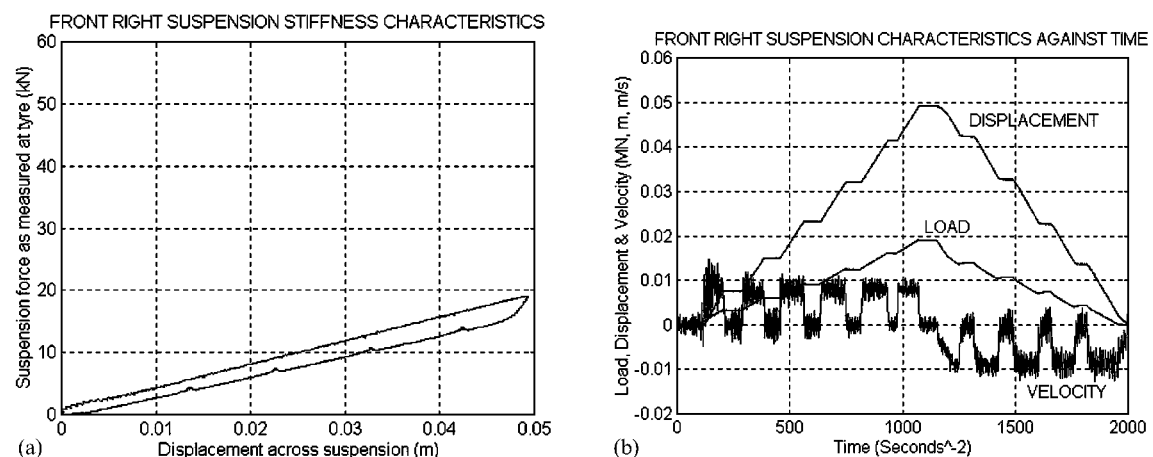 FRONT RIGHT SUSPENSION STIFFNESS CHARACTERISTICS
Suspension force as measured at tyre (kN)
60
50
40
30
20
10
0
0
0.01
0.02
0.03
0.04
0.05
Displacement across suspension (m)
(a)
FRONT RIGHT SUSPENSION CHARACTERISTICS AGAINST TIME
Load, Displacement & Velocity (MN, m, m/s)
0.06
0.05
0.04
0.03
0.02
0.01
0
-0.01
-0.02
DISPLACEMENT
LOAD
VELOCITY
0
500
1000
1500
2000
Time (Seconds^-2)
(b)